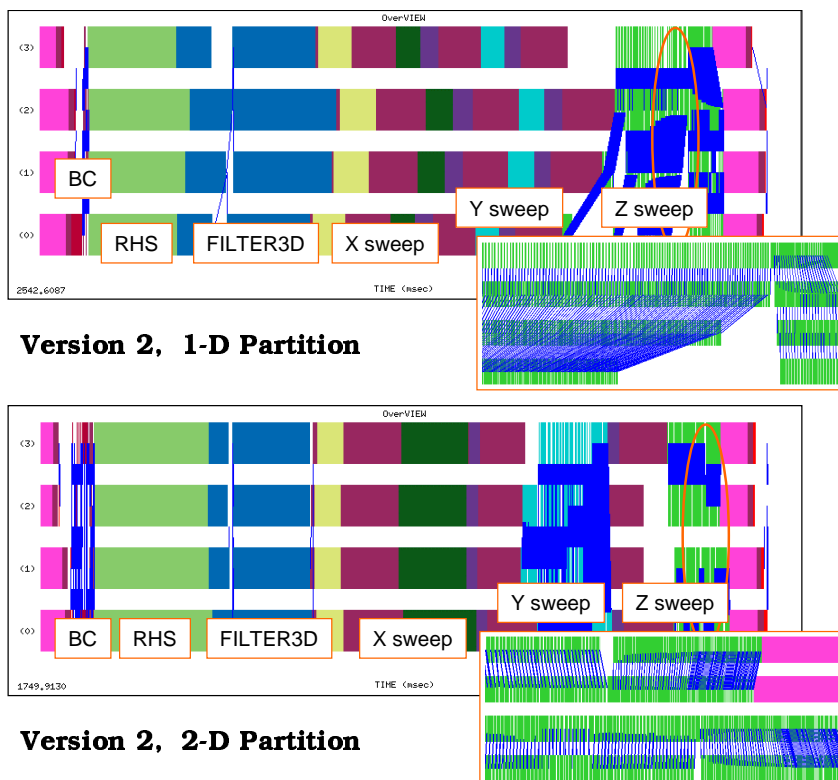 OverVIEW
(3)
(2)
(1)
BC
(0)
RHS
FILTER3D
X sweep
Y sweep
Z sweep
2542.6087
TIME (msec)
Version 2, 1-D Partition
OverVIEW
(3)
(2)
(1)
(0)
BC
RHS
FILTER3D
X sweep
Y sweep
Z sweep
1749.9130
TIME (msec)
Version 2, 2-D Partition